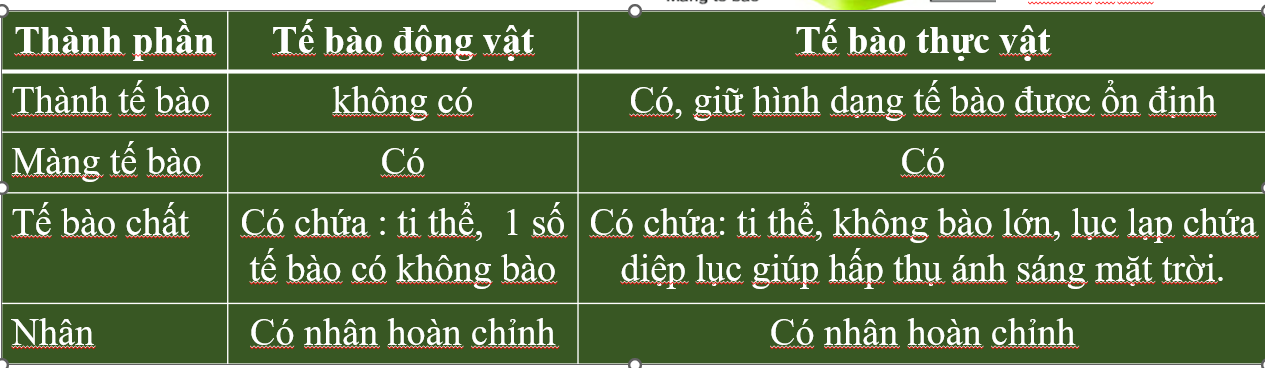 Thành phần
Tế bào động vật
Tế bào thực vật
Thành tế bào
không có
Có, giữ hình dạng tế bào được ổn định
Màng tế bào
Có
Có
Tế bào chất
Có chứa : ti thể, 1 số
tế bào có không bào
Có chứa: ti thể, không bào lớn, lục lạp chứa
diệp lục giúp hấp thụ ánh sáng mặt trời.
Nhân
Có nhân hoàn chỉnh
Có nhân hoàn chỉnh